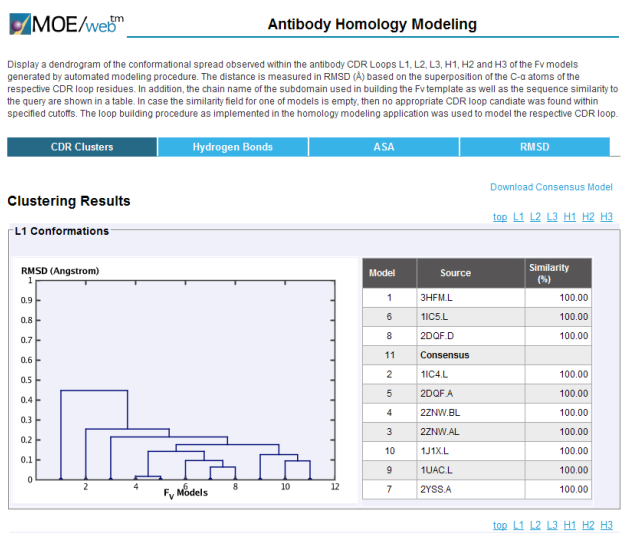 MOE/web™
Antibody Homology Modeling
Display a dendrogram of the conformational spread observed within the antibody CDR Loops L1, L2, L3, H1, H2 and H3 of the Fv models
generated by automated modeling procedure. The distance is measured in RMSD (Å) based on the superposition of the C-α atoms of the
respective CDR loop residues. In addition, the chain name of the subdomain used in building the Fv template as well as the sequence similarity to
the query are shown in a table. In case the similarity field for one of models is empty, then no appropriate CDR loop candiate was found within
specified cutoffs. The loop building procedure as implemented in the homology modeling application was used to model the respective CDR loop.
CDR Clusters Hydrogen Bonds ASA RMSD
Download Consensus Model
Clustering Results
top L1 L2 L3 H1 H2 H3
L1 Conformations
RMSD (Angstrom)
1
0.9
0.8
0.7
0.6
0.5
0.4
0.3
0.2
0.1
0
2 4 6 8 10 12
FV Models
Model Source Similarity (%)
1 3HFM.L 100.00
6 1IC5.L 100.00
8 2DQF.D 100.00
11 Consensus
2 1IC4.L 100.00
5 2DQF.A 100.00
4 2ZNW.BL 100.00
3 2ZNW.AL 100.00
10 1J1X.L 100.00
9 1UAC.L 100.00
7 2YSS.A 100.00
top L1 L2 L3 H1 H2 H3